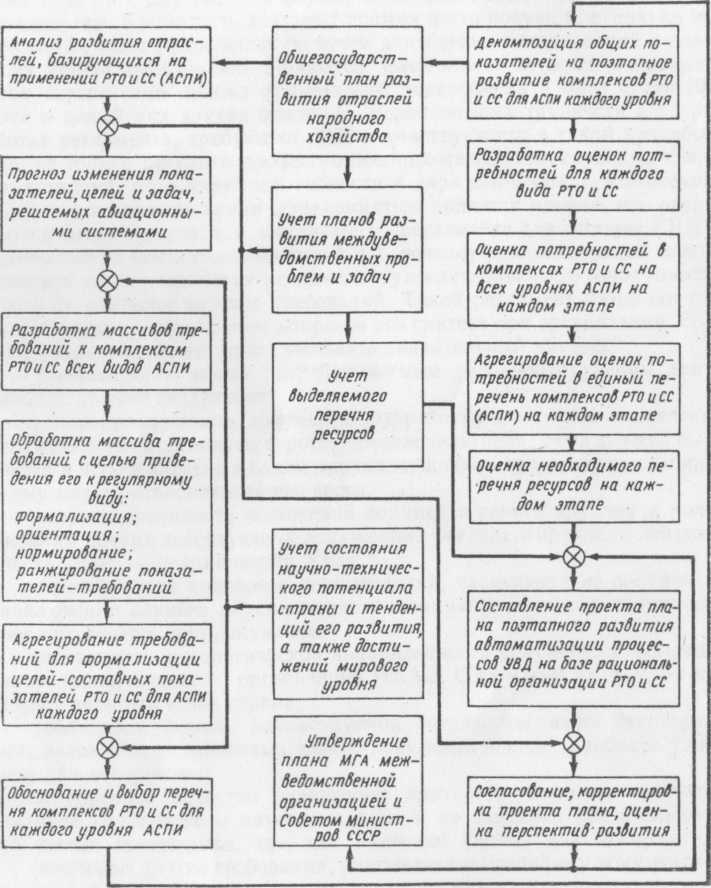 Анализ развития отрас-
лей, базирующихся на
применении РТО и СС (АСПИ)
Прогноз изменения пока-
зателей, целей и задач,
решаемых авиационны-
ми системами
Разработка массивов тре-
бований к комплексам
РТО и СС всех видов АСПИ
Обработка массива тре-
бований с целью приве-
дения его к регулярному
виду:
формализация;
ориентация;
нормирование;
ранжирование показа-
телей-требований
Агрегирование требова-
ний для формализации
целей-составных пока-
зателей РТО и СС для АСПИ
каждого уровня
Обоснование и выбор переч-
ня комплексов РТО и СС для
каждого уровня АСПИ
Общегосударст-
венный план раз-
вития отраслей
народного
хозяйства
Учет планов раз-
вития междуве-
домственных про-
блем и задач
Учет
выделяемого
перечня
ресурсов
Учет состояния
научно-техничес-
кого потенциала
страны и тенден-
ций его развития,
а также дости-
жений мирового
уровня
Утверждение
плана МГА меж-
ведомственной
организацией и
Советом Минист-
ров СССР
Декомпозиция общих по-
казателей на поэтапное
развитие комплексов РТО
и СС для АСПИ каждого уровня
Разработка оценок пот-
ребностей для каждого
вида РТО и СС
Оценка потребностей в
комплексах РТО и СС на
всех уровнях АСПИ на
каждом этапе
Агрегирование оценок по-
требностей в единый пе-
речень комплексов РТО и СС
(АСПИ) на каждом этапе
Оценка необходимого пе-
речня ресурсов на каж-
дом этапе
Составление проекта пла-
на поэтапного развития
автоматизации процес-
сов УВД на базе рациональ-
ной организации РТО и СС
Согласование, корректиров-
ка проекта плана, оцен-
ка перспектив развития